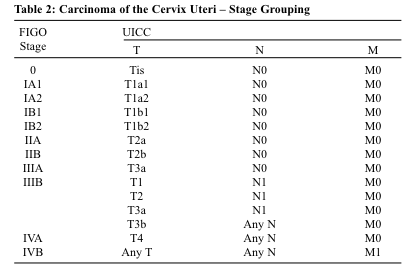 Table 2: Carcinoma of the Cervix Uteri – Stage Grouping
FIGO UICC
Stage T N M
0 Tis N0 M0
IA1 T1a1 N0 M0
IA2 T1a2 N0 M0
IB1 T1b1 N0 M0
IB2 T1b2 N0 M0
IIA T2a N0 M0
IIB T2b N0 M0
IIIA T3a N0 M0
IIIB T1 N1 M0
T2 N1 M0
T3a N1 M0
T3b Any N M0
IVA T4 Any N M0
IVB Any T Any N M1